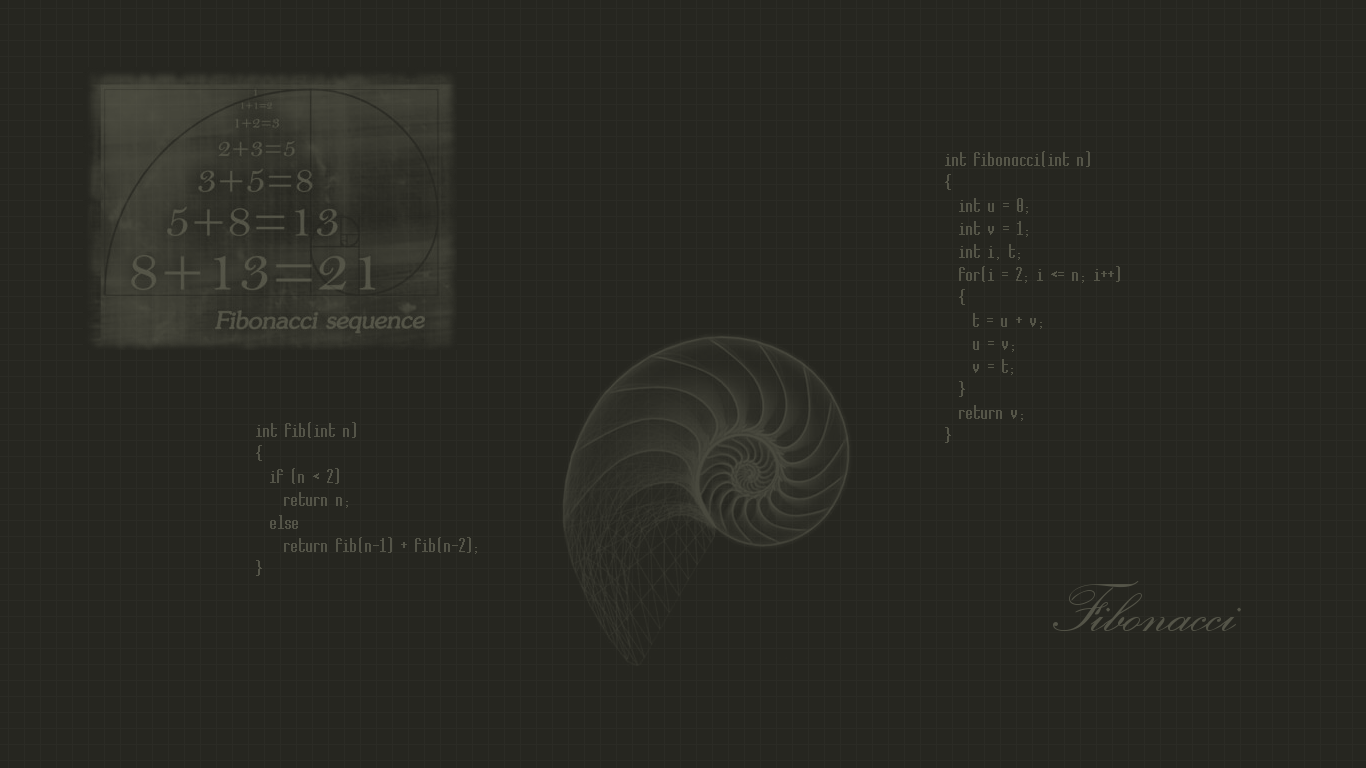 1
1+1=2
1+2=3
2+3=5
3+5=8
5+8=13
8+13=21
Fibonacci sequence
int fib(int n)
{
  if (n < 2)
    return n;
  else
    return fib(n-1) + fib(n-2);
}
int fibonacci(int n)
{
  int u = 0;
  int v = 1;
  int i, t;
  for(i = 2; i <= n; i++)
  {
    t = u + v;
    u = v;
    v = t;
  }
  return v;
}
Fibonacci